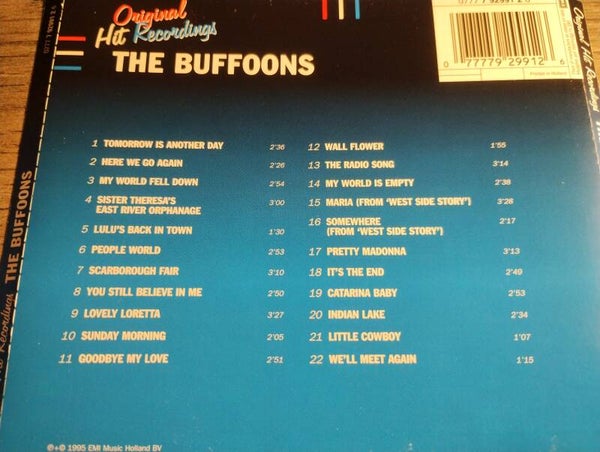 Original
Hit Recordings
THE BUFFOONS
0 77779 29912 6
Printed in Holland
1 TOMORROW IS ANOTHER DAY 2'36
2 HERE WE GO AGAIN 2'26
3 MY WORLD FELL DOWN 2'54
4 SISTER THERESA'S
EAST RIVER ORPHANAGE 3'00
5 LULU'S BACK IN TOWN 1'30
6 PEOPLE WORLD 2'53
7 SCARBOROUGH FAIR 3'10
8 YOU STILL BELIEVE IN ME 2'50
9 LOVELY LORETTA 3'27
10 SUNDAY MORNING 2'05
11 GOODBYE MY LOVE 2'51
12 WALL FLOWER 1'55
13 THE RADIO SONG 3'14
14 MY WORLD IS EMPTY 2'38
15 MARIA (FROM 'WEST SIDE STORY') 3'28
16 SOMEWHERE 2'17
(FROM 'WEST SIDE STORY')
17 PRETTY MADONNA 3'13
18 IT'S THE END 2'49
19 CATARINA BABY 2'53
20 INDIAN LAKE 2'34
21 LITTLE COWBOY 1'07
22 WE'LL MEET AGAIN 1'15
℗+© 1995 EMI Music Holland BV
Recordings THE BUFFOONS
Original Hit Recordings